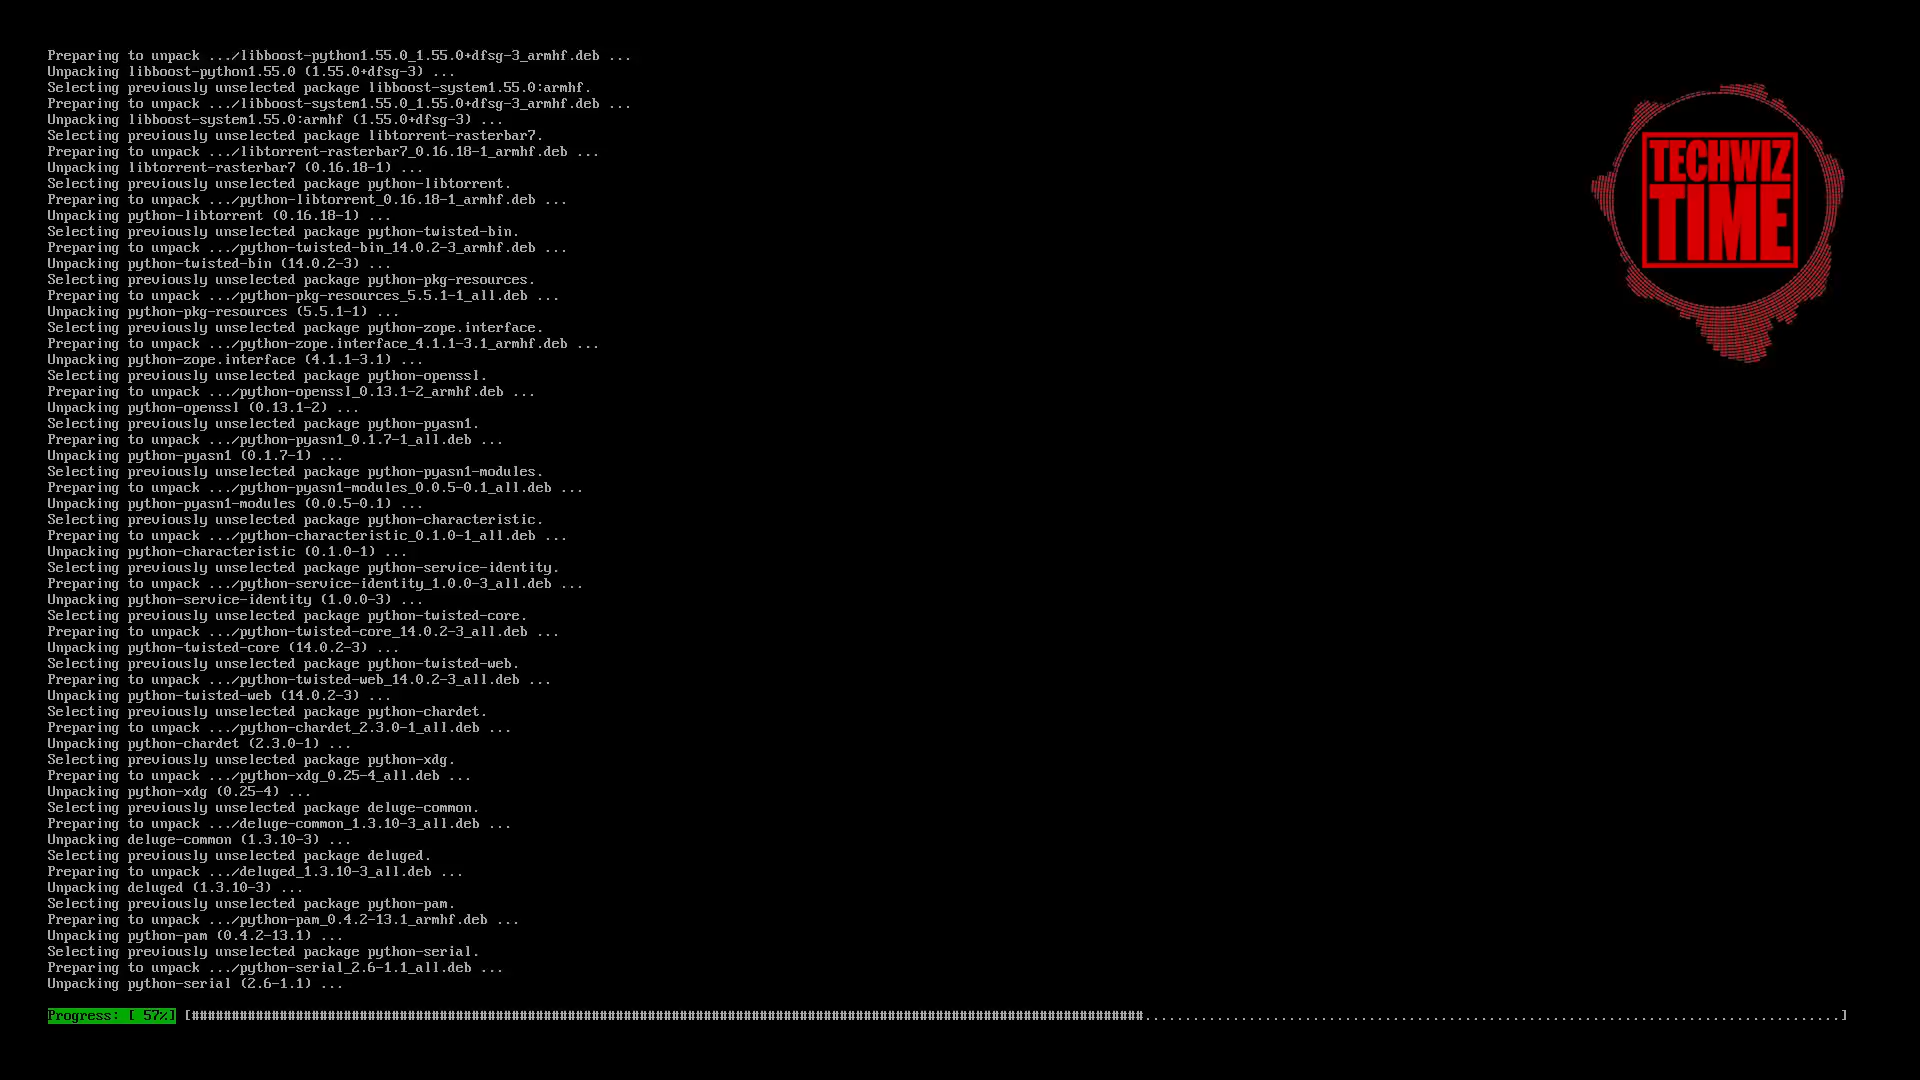 Preparing to unpack .../libboost-python1.55.0_1.55.0+dfsg-3_armhf.deb ...
Unpacking libboost-python1.55.0 (1.55.0+dfsg-3) ...
Selecting previously unselected package libboost-system1.55.0:armhf.
Preparing to unpack .../libboost-system1.55.0_1.55.0+dfsg-3_armhf.deb ...
Unpacking libboost-system1.55.0:armhf (1.55.0+dfsg-3) ...
Selecting previously unselected package libtorrent-rasterbar7.
Preparing to unpack .../libtorrent-rasterbar7_0.16.18-1_armhf.deb ...
Unpacking libtorrent-rasterbar7 (0.16.18-1) ...
Selecting previously unselected package python-libtorrent.
Preparing to unpack .../python-libtorrent_0.16.18-1_armhf.deb ...
Unpacking python-libtorrent (0.16.18-1) ...
Selecting previously unselected package python-twisted-bin.
Preparing to unpack .../python-twisted-bin_14.0.2-3_armhf.deb ...
Unpacking python-twisted-bin (14.0.2-3) ...
Selecting previously unselected package python-pkg-resources.
Preparing to unpack .../python-pkg-resources_5.5.1-1_all.deb ...
Unpacking python-pkg-resources (5.5.1-1) ...
Selecting previously unselected package python-zope.interface.
Preparing to unpack .../python-zope.interface_4.1.1-3.1_armhf.deb ...
Unpacking python-zope.interface (4.1.1-3.1) ...
Selecting previously unselected package python-openssl.
Preparing to unpack .../python-openssl_0.13.1-2_armhf.deb ...
Unpacking python-openssl (0.13.1-2) ...
Selecting previously unselected package python-pyasn1.
Preparing to unpack .../python-pyasn1_0.1.7-1_all.deb ...
Unpacking python-pyasn1 (0.1.7-1) ...
Selecting previously unselected package python-pyasn1-modules.
Preparing to unpack .../python-pyasn1-modules_0.0.5-0.1_all.deb ...
Unpacking python-pyasn1-modules (0.0.5-0.1) ...
Selecting previously unselected package python-characteristic.
Preparing to unpack .../python-characteristic_0.1.0-1_all.deb ...
Unpacking python-characteristic (0.1.0-1) ...
Selecting previously unselected package python-service-identity.
Preparing to unpack .../python-service-identity_1.0.0-3_all.deb ...
Unpacking python-service-identity (1.0.0-3) ...
Selecting previously unselected package python-twisted-core.
Preparing to unpack .../python-twisted-core_14.0.2-3_all.deb ...
Unpacking python-twisted-core (14.0.2-3) ...
Selecting previously unselected package python-twisted-web.
Preparing to unpack .../python-twisted-web_14.0.2-3_all.deb ...
Unpacking python-twisted-web (14.0.2-3) ...
Selecting previously unselected package python-chardet.
Preparing to unpack .../python-chardet_2.3.0-1_all.deb ...
Unpacking python-chardet (2.3.0-1) ...
Selecting previously unselected package python-xdg.
Preparing to unpack .../python-xdg_0.25-4_all.deb ...
Unpacking python-xdg (0.25-4) ...
Selecting previously unselected package deluge-common.
Preparing to unpack .../deluge-common_1.3.10-3_all.deb ...
Unpacking deluge-common (1.3.10-3) ...
Selecting previously unselected package deluged.
Preparing to unpack .../deluged_1.3.10-3_all.deb ...
Unpacking deluged (1.3.10-3) ...
Selecting previously unselected package python-pam.
Preparing to unpack .../python-pam_0.4.2-13.1_armhf.deb ...
Unpacking python-pam (0.4.2-13.1) ...
Selecting previously unselected package python-serial.
Preparing to unpack .../python-serial_2.6-1.1_all.deb ...
Unpacking python-serial (2.6-1.1) ...
Progress: [ 57%] [#######################################################################################################################.......................................................................................]
TECHWIZ
TIME